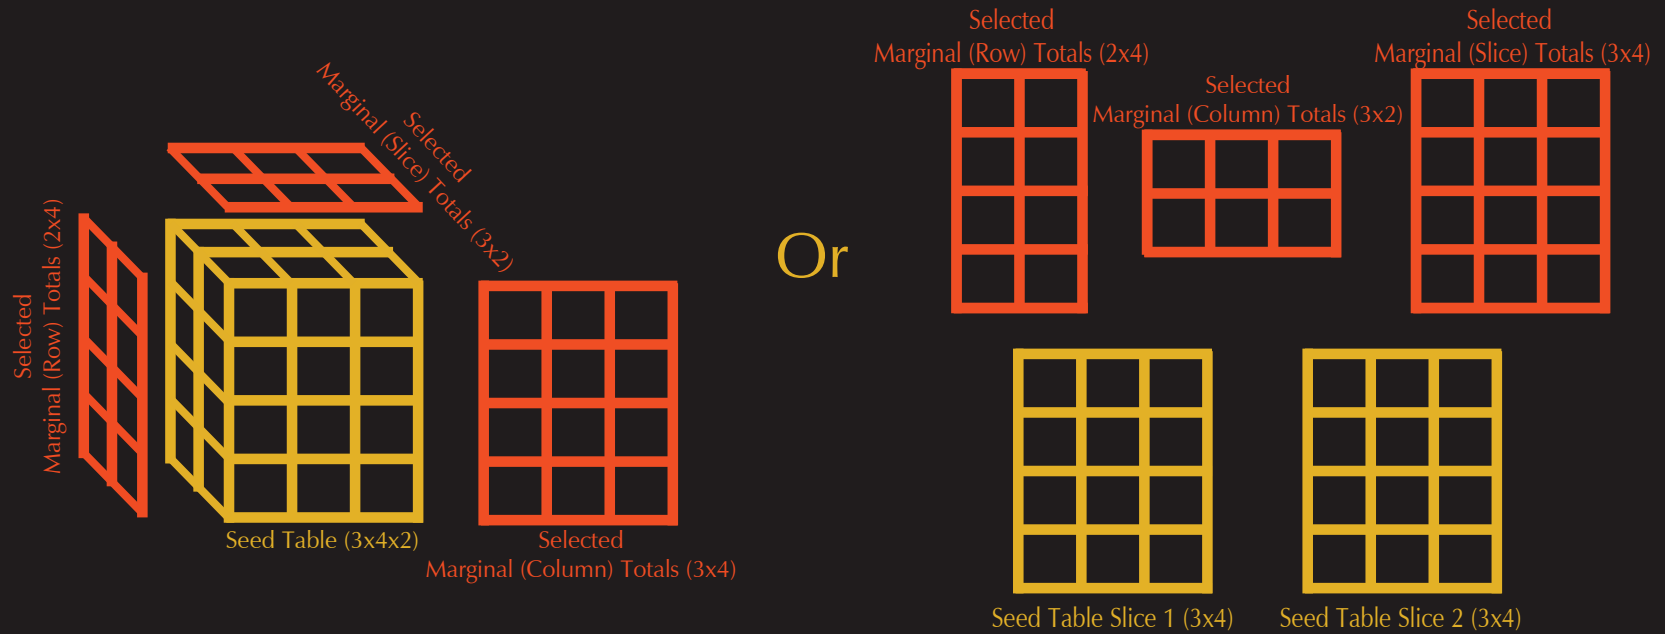 Selected
Marginal (Row) Totals (2x4)
Selected
Marginal (Slice) Totals (3x2)
Seed Table (3x4x2)
Selected
Marginal (Column) Totals (3x4)
Or
Selected
Marginal (Row) Totals (2x4)
Selected
Marginal (Column) Totals (3x2)
Selected
Marginal (Slice) Totals (3x4)
Seed Table Slice 1 (3x4)
Seed Table Slice 2 (3x4)